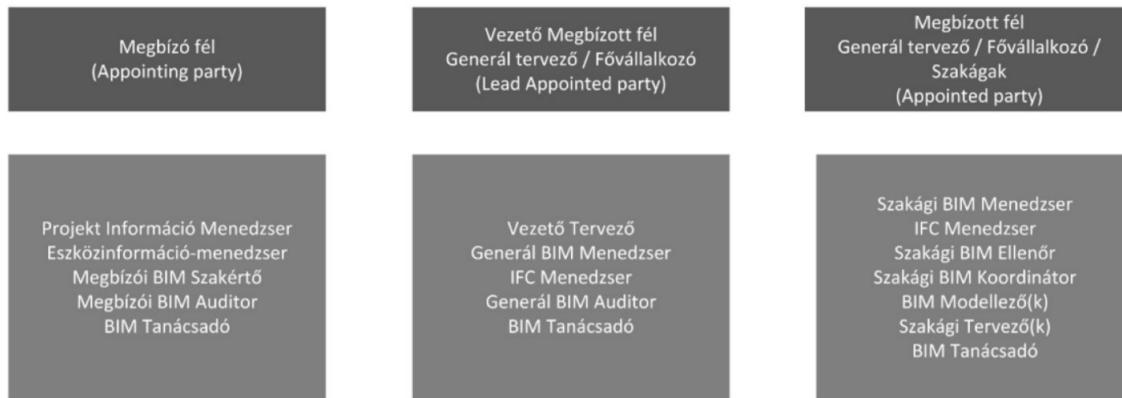 Megbízó fél
(Appointing party)
Vezető Megbízott fél
Generál tervező / Fővállalkozó
(Lead Appointed party)
Megbízott fél
Generál tervező / Fővállalkozó /
Szakágak
(Appointed party)
Projekt Információ Menedzser
Eszközinformáció-menedzser
Megbízói BIM Szakértő
Megbízói BIM Auditor
BIM Tanácsadó
Vezető Tervező
Generál BIM Menedzser
IFC Menedzser
Generál BIM Auditor
BIM Tanácsadó
Szakági BIM Menedzser
IFC Menedzser
Szakági BIM Ellenőr
Szakági BIM Koordinátor
BIM Modellező(k)
Szakági Tervező(k)
BIM Tanácsadó